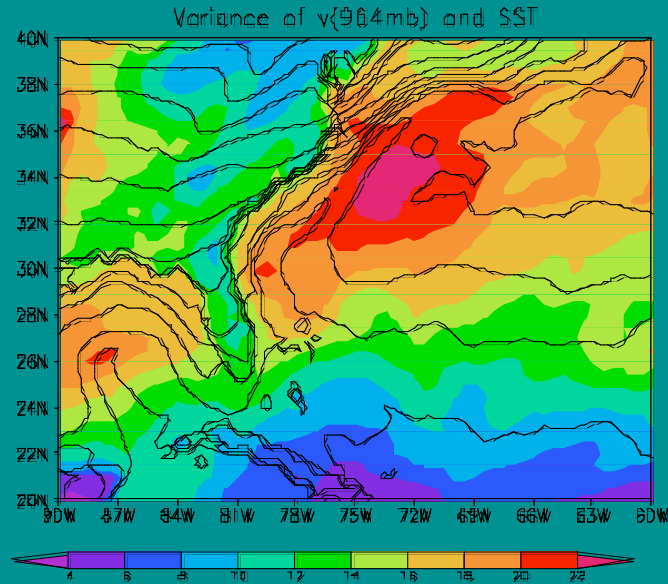 Variance of v(964mb) and SST
40N
38N
36N
34N
32N
30N
28N
26N
24N
22N
20N
90W 87W 84W 81W 78W 75W 72W 69W 66W 63W 60W
4 6 8 10 12 14 16 18 20 22